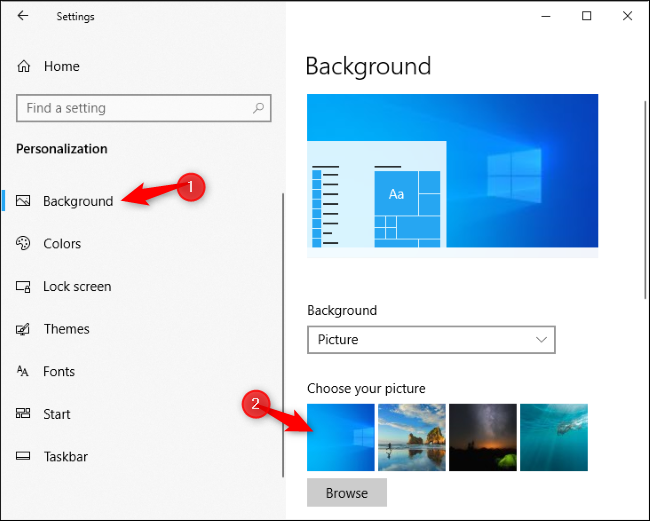 Settings
Home
Find a setting
Personalization
Background
1
Colors
Lock screen
Themes
Fonts
Start
Taskbar
Background
Aa
Background
Picture
Choose your picture
2
Browse